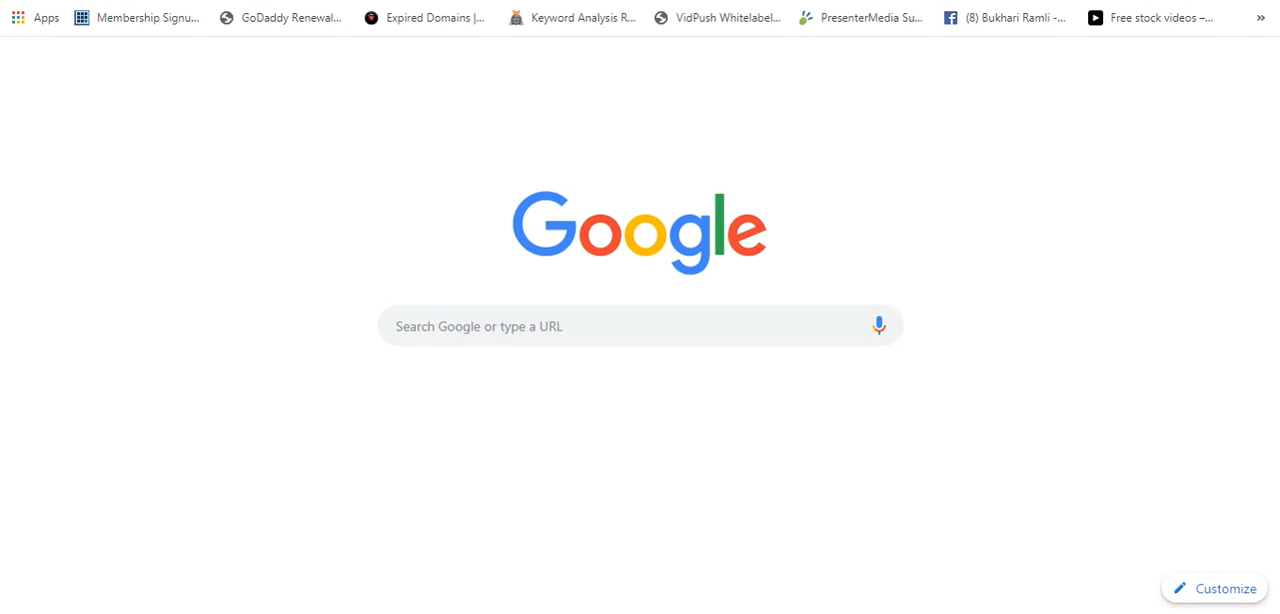 Apps Membership Signu... GoDaddy Renewal... Expired Domains |... Keyword Analysis R... VidPush Whitelabel... PresenterMedia Su... (8) Bukhari Ramli -... Free stock videos –... »
Google
Search Google or type a URL
Customize